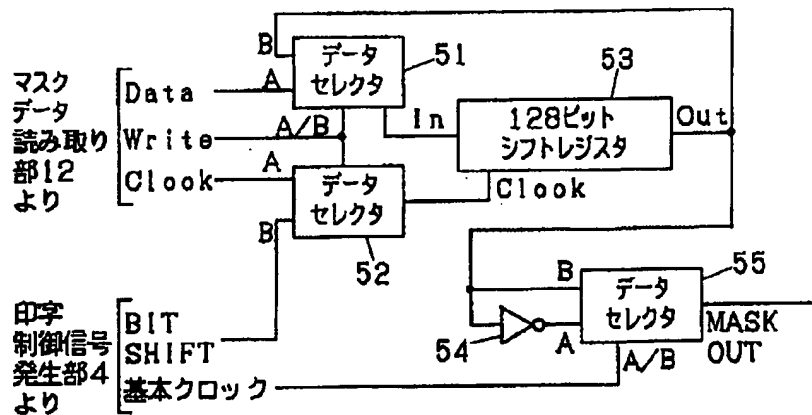 マスク
データ
読み取り
部12
より
Data
Write
Clook
B
A
データ
セレクタ
51
A/B
A
B
データ
セレクタ
52
In
53
128ビット
シフトレジスタ
Out
Clook
印字
制御信号
発生部4
より
BIT
SHIFT
基本クロック
54
B
A
データ
セレクタ
55
A/B
MASK
OUT